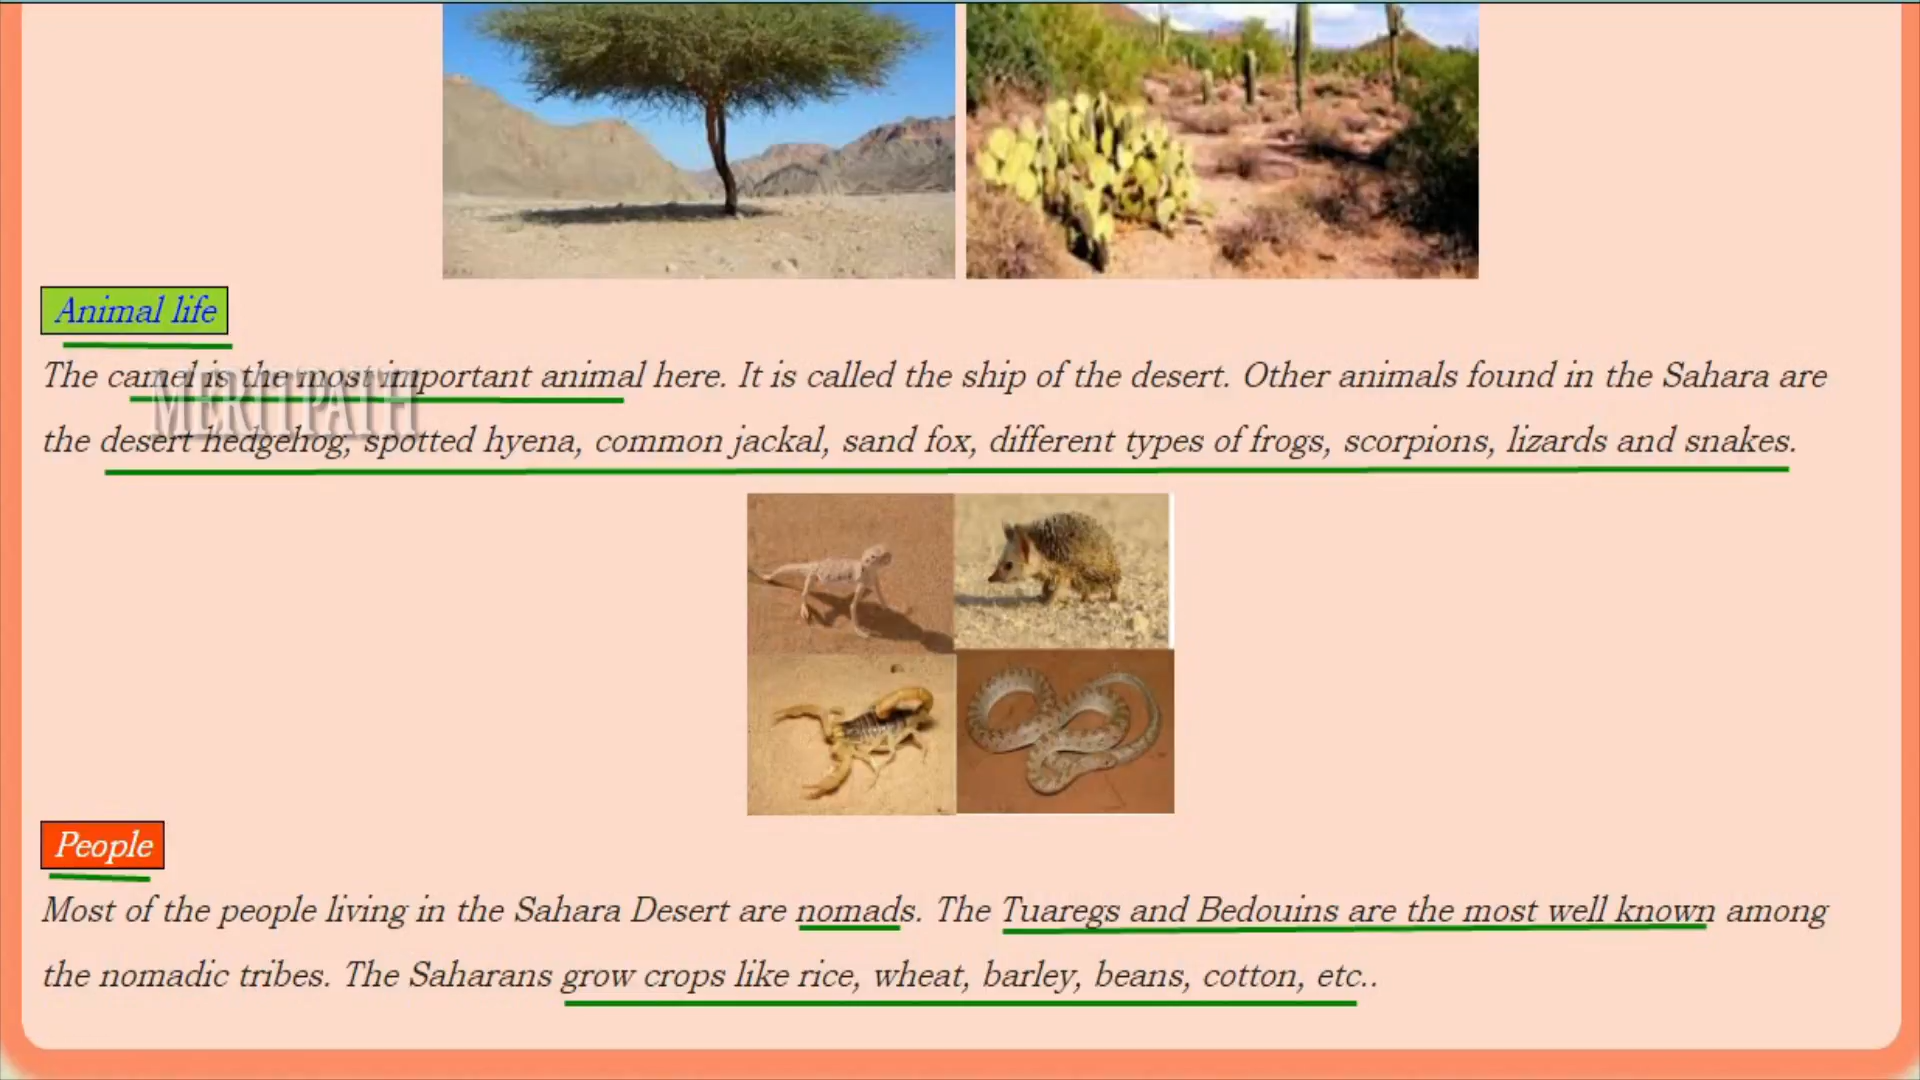 Animal life
The camel is the most important animal here. It is called the ship of the desert. Other animals found in the Sahara are
MERITPATH
the desert hedgehog, spotted hyena, common jackal, sand fox, different types of frogs, scorpions, lizards and snakes.
People
Most of the people living in the Sahara Desert are nomads. The Tuaregs and Bedouins are the most well known among
the nomadic tribes. The Saharans grow crops like rice, wheat, barley, beans, cotton, etc..